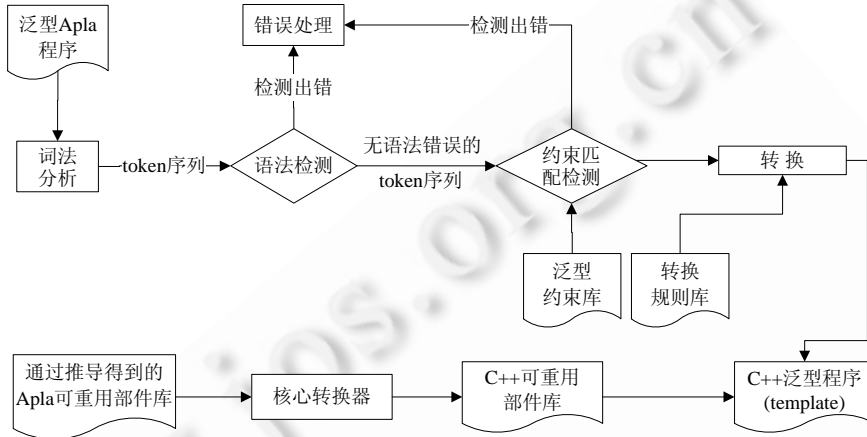 泛型Apla
程序
错误处理
检测出错
检测出错
词法
分析
token序列
语法检测
无语法错误的
token序列
约束匹
配检测
转 换
泛型
约束库
转换
规则库
通过推导得到的
Apla可重用部件库
核心转换器
C++可重用
部件库
C++泛型程序
(template)
ios.org.cn